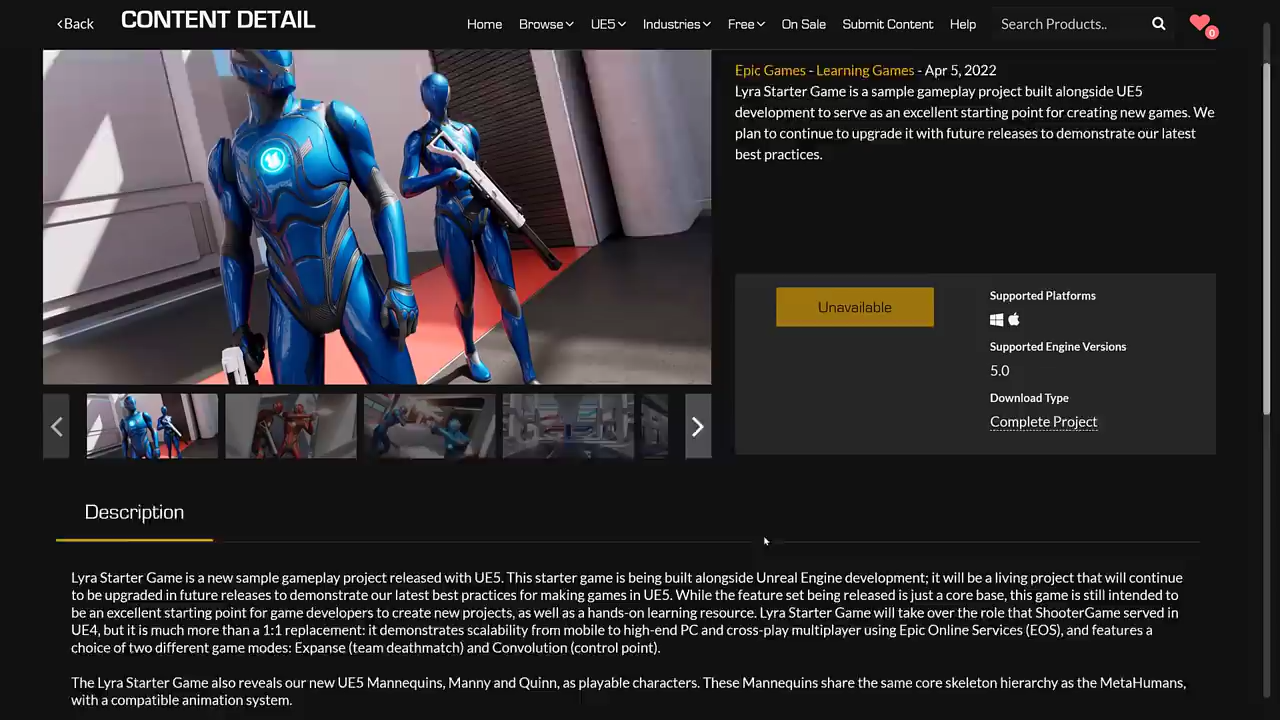 Back
CONTENT DETAIL
Home
Browse
UE5
Industries
Free
On Sale
Submit Content
Help
Search Products..
0
Epic Games - Learning Games - Apr 5, 2022
Lyra Starter Game is a sample gameplay project built alongside UE5
development to serve as an excellent starting point for creating new games. We
plan to continue to upgrade it with future releases to demonstrate our latest
best practices.
Unavailable
Supported Platforms
Supported Engine Versions
5.0
Download Type
Complete Project
Description
Lyra Starter Game is a new sample gameplay project released with UE5. This starter game is being built alongside Unreal Engine development; it will be a living project that will continue
to be upgraded in future releases to demonstrate our latest best practices for making games in UE5. While the feature set being released is just a core base, this game is still intended to
be an excellent starting point for game developers to create new projects, as well as a hands-on learning resource. Lyra Starter Game will take over the role that ShooterGame served in
UE4, but it is much more than a 1:1 replacement: it demonstrates scalability from mobile to high-end PC and cross-play multiplayer using Epic Online Services (EOS), and features a
choice of two different game modes: Expanse (team deathmatch) and Convolution (control point).
The Lyra Starter Game also reveals our new UE5 Mannequins, Manny and Quinn, as playable characters. These Mannequins share the same core skeleton hierarchy as the MetaHumans,
with a compatible animation system.